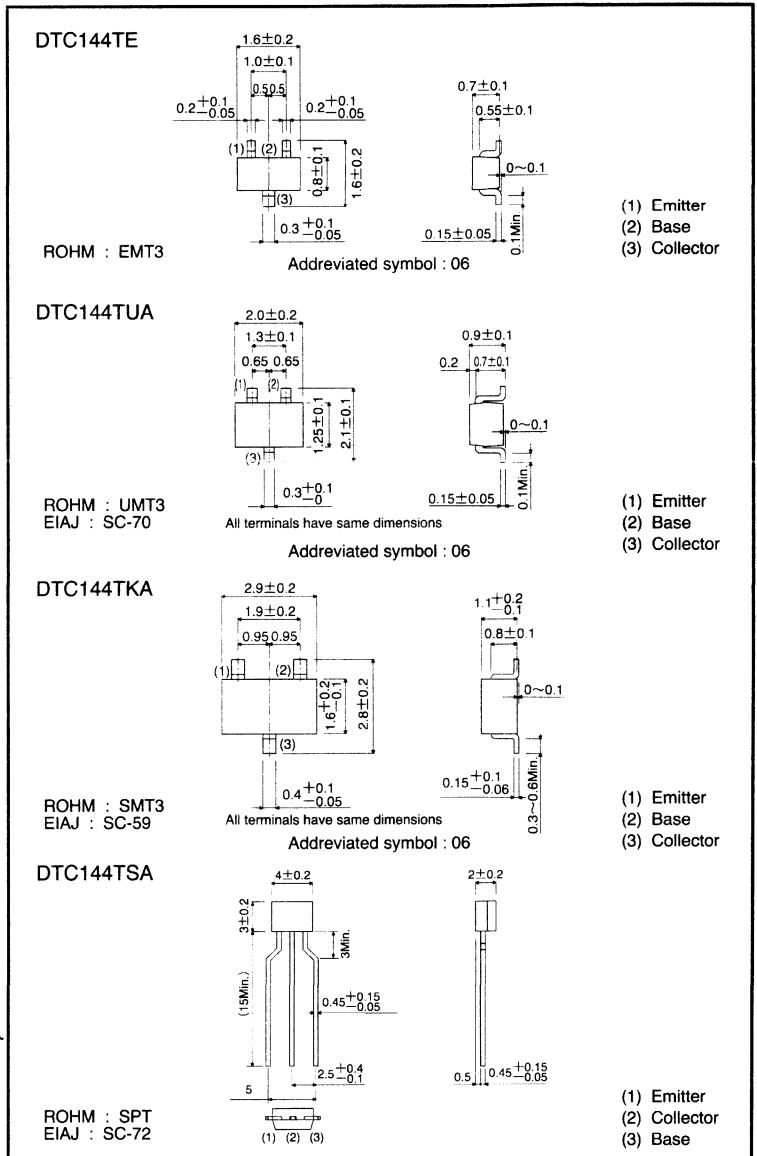 DTC144TE
1.6±0.2
1.0±0.1
0.5 0.5
0.2 +0.1 −0.05
0.2 +0.1 −0.05
(1) (2)
(3)
0.8±0.1
1.6±0.2
0.3 +0.1 −0.05
0.7±0.1
0.55±0.1
0~0.1
0.15±0.05
0.1Min.
(1) Emitter
(2) Base
(3) Collector
ROHM : EMT3
Addreviated symbol : 06
DTC144TUA
2.0±0.2
1.3±0.1
0.65 0.65
(1) (2)
(3)
1.25±0.1
2.1±0.1
0.3 +0.1 −0
0.9±0.1
0.2 0.7±0.1
0~0.1
0.15±0.05
0.1Min.
(1) Emitter
(2) Base
(3) Collector
ROHM : UMT3
EIAJ : SC-70
All terminals have same dimensions
Addreviated symbol : 06
DTC144TKA
2.9±0.2
1.9±0.2
0.95 0.95
(1) (2)
(3)
1.6 +0.2 −0.1
2.8±0.2
0.4 +0.1 −0.05
1.1 +0.2 −0.1
0.8±0.1
0~0.1
0.15 +0.1 −0.06
0.3~0.6Min.
(1) Emitter
(2) Base
(3) Collector
ROHM : SMT3
EIAJ : SC-59
All terminals have same dimensions
Addreviated symbol : 06
DTC144TSA
4±0.2
2±0.2
3±0.2
3Min.
(15Min.)
0.45 +0.15 −0.05
2.5 +0.4 −0.1
5
0.5 0.45 +0.15 −0.05
(1) (2) (3)
(1) Emitter
(2) Collector
(3) Base
ROHM : SPT
EIAJ : SC-72